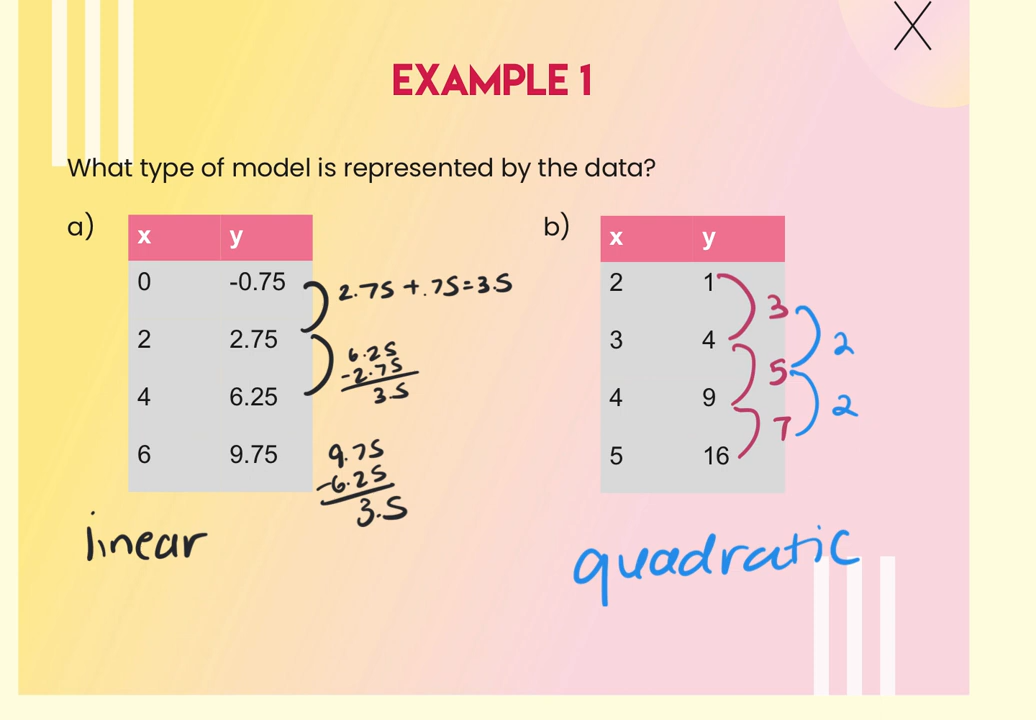 EXAMPLE 1
What type of model is represented by the data?
a)
x y
0 -0.75
2 2.75
4 6.25
6 9.75
2.75 + .75 = 3.5
6.25
-2.75
3.5
9.75
-6.25
3.5
linear
b)
x y
2 1
3 4
4 9
5 16
3
5
7
2
2
quadratic